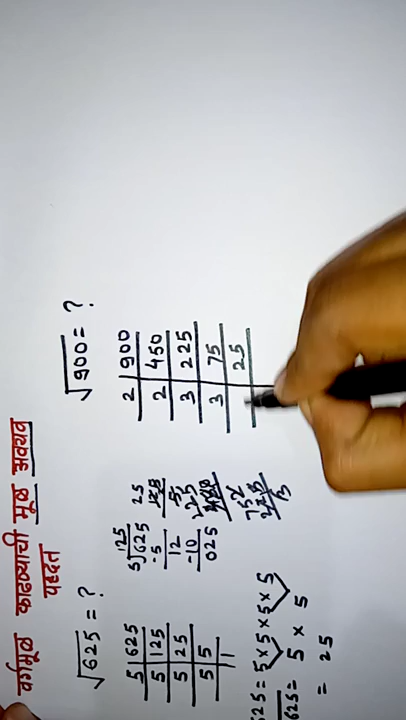 वर्गमूळ काढण्याची मूळ अवयव
पद्दत
√625 = ?
5 | 625
5 | 125
5 | 25
5 | 5
1
125
5)625
-5
12
-10
025
25
625 = 5 × 5 × 5 × 5
√625 = 5 × 5
= 25
√900 = ?
2 | 900
2 | 450
3 | 225
3 | 75
25